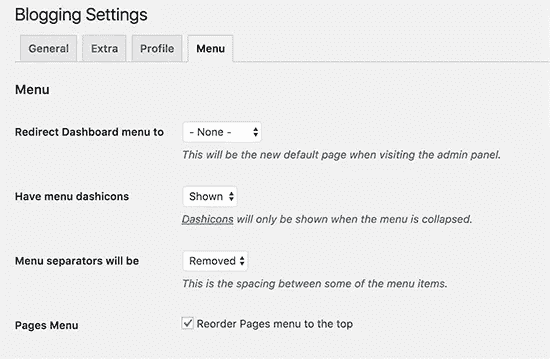 Blogging Settings
General Extra Profile Menu
Menu
Redirect Dashboard menu to - None -
This will be the new default page when visiting the admin panel.
Have menu dashicons Shown
Dashicons will only be shown when the menu is collapsed.
Menu separators will be Removed
This is the spacing between some of the menu items.
Pages Menu Reorder Pages menu to the top